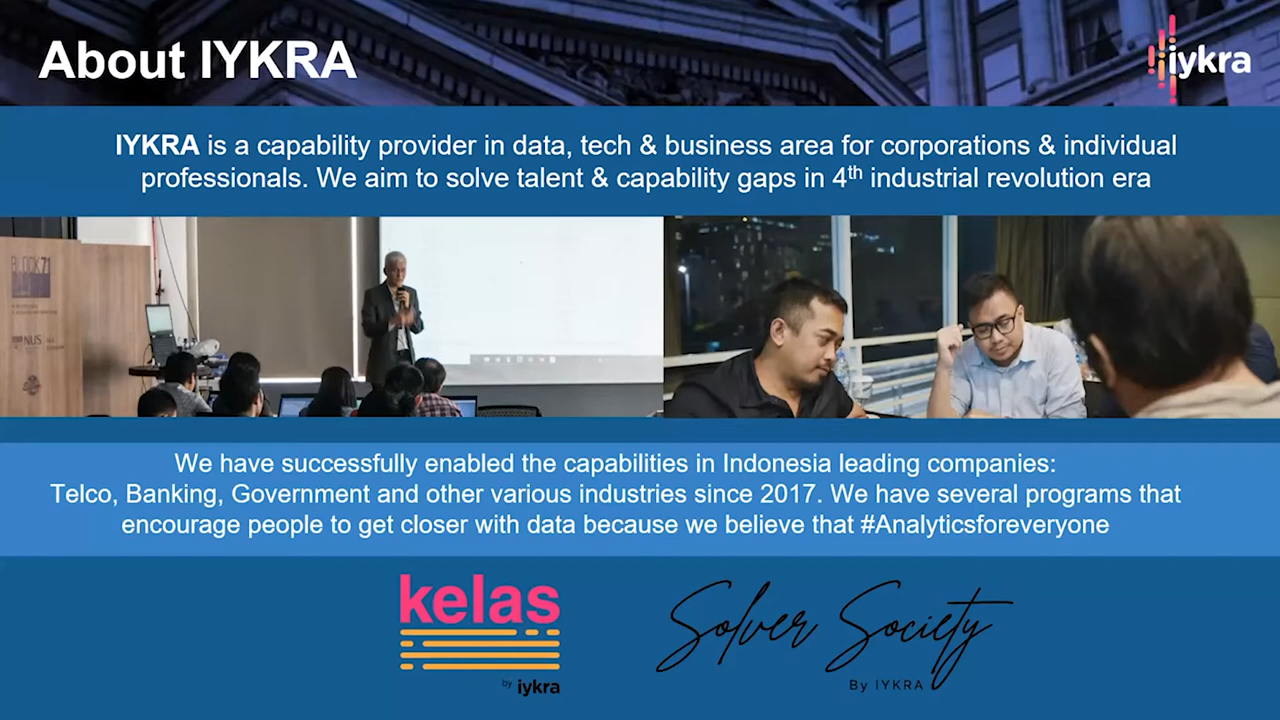 About IYKRA
iykra
IYKRA is a capability provider in data, tech & business area for corporations & individual
professionals. We aim to solve talent & capability gaps in 4th industrial revolution era
BLOCK71
NUS
We have successfully enabled the capabilities in Indonesia leading companies:
Telco, Banking, Government and other various industries since 2017. We have several programs that
encourage people to get closer with data because we believe that #Analyticsforeveryone
kelas
by iykra
Solver Society
By IYKRA